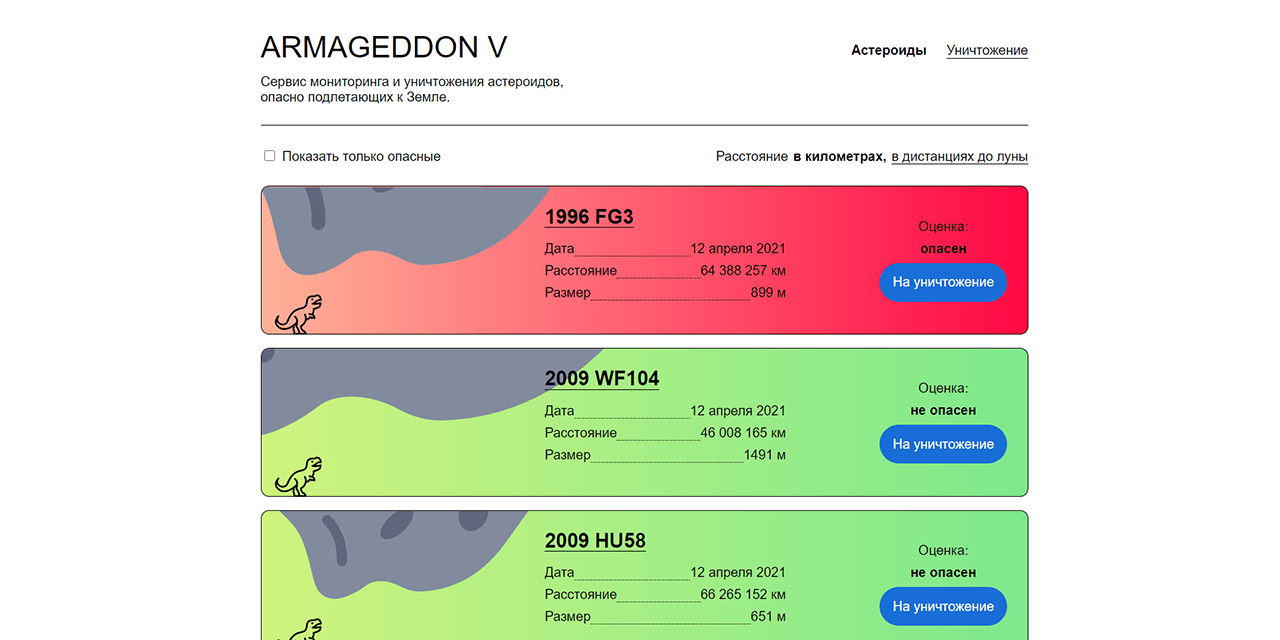 ARMAGEDDON V
Астероиды Уничтожение
Сервис мониторинга и уничтожения астероидов,
опасно подлетающих к Земле.
Показать только опасные
Расстояние в километрах, в дистанциях до луны
1996 FG3
Дата 12 апреля 2021
Расстояние 64 388 257 км
Размер 899 м
Оценка:
опасен
На уничтожение
2009 WF104
Дата 12 апреля 2021
Расстояние 46 008 165 км
Размер 1491 м
Оценка:
не опасен
На уничтожение
2009 HU58
Дата 12 апреля 2021
Расстояние 66 265 152 км
Размер 651 м
Оценка:
не опасен
На уничтожение